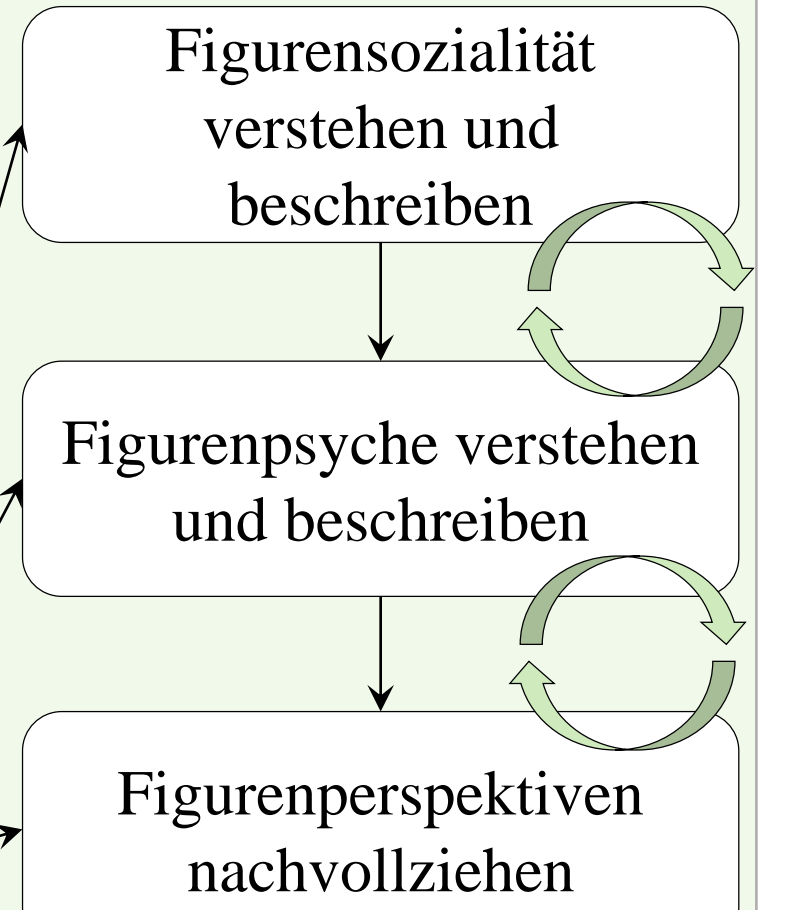 Figurensozialität
verstehen und
beschreiben
Figurenpsyche verstehen
und beschreiben
Figurenperspektiven
nachvollziehen